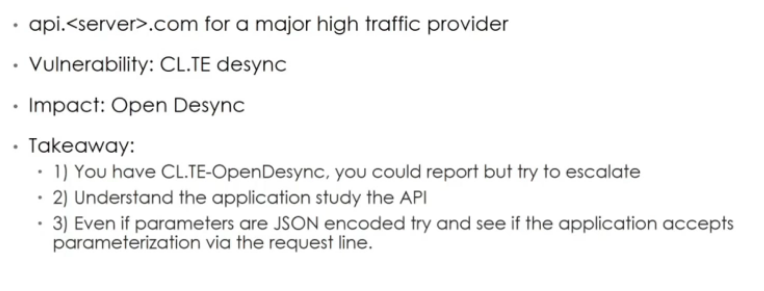 • api.<server>.com for a major high traffic provider
• Vulnerability: CL.TE desync
• Impact: Open Desync
• Takeaway:
• 1) You have CL.TE-OpenDesync, you could report but try to escalate
• 2) Understand the application study the API
• 3) Even if parameters are JSON encoded try and see if the application accepts
parameterization via the request line.